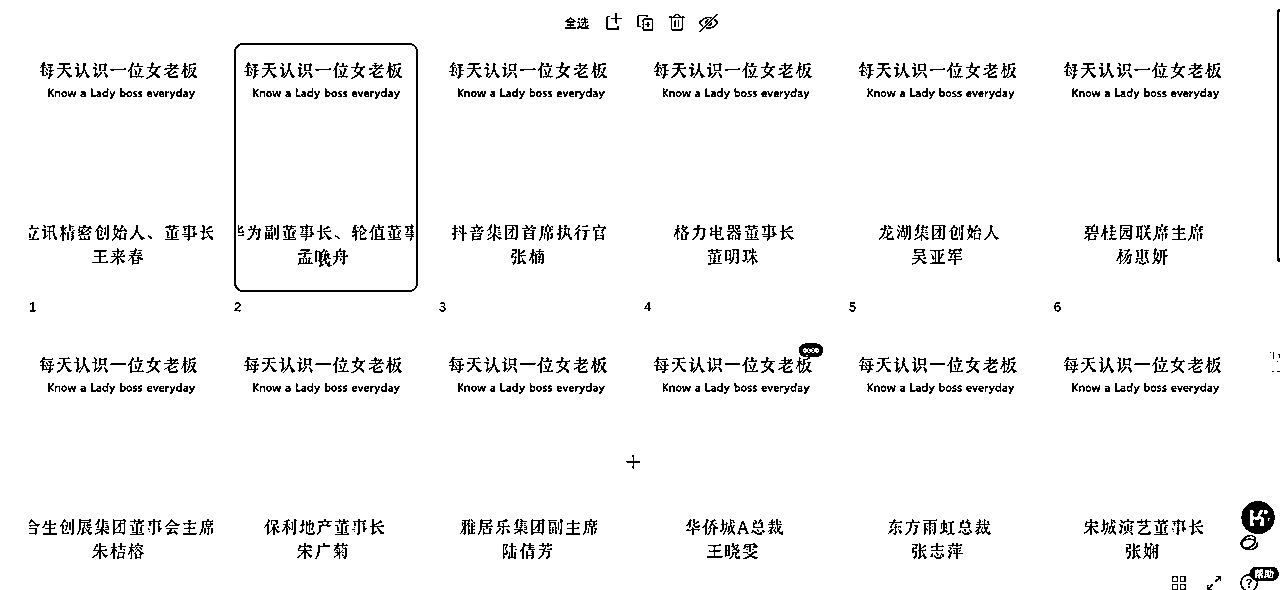 全选
每天认识一位女老板
Know a Lady boss everyday
立讯精密创始人、董事长
王来春
1
每天认识一位女老板
Know a Lady boss everyday
华为副董事长、轮值董事
孟晚舟
2
每天认识一位女老板
Know a Lady boss everyday
抖音集团首席执行官
张楠
3
每天认识一位女老板
Know a Lady boss everyday
格力电器董事长
董明珠
4
每天认识一位女老板
Know a Lady boss everyday
龙湖集团创始人
吴亚军
5
每天认识一位女老板
Know a Lady boss everyday
碧桂园联席主席
杨惠妍
6
每天认识一位女老板
Know a Lady boss everyday
合生创展集团董事会主席
朱桔榕
每天认识一位女老板
Know a Lady boss everyday
保利地产董事长
宋广菊
每天认识一位女老板
Know a Lady boss everyday
雅居乐集团副主席
陆倩芳
每天认识一位女老板
Know a Lady boss everyday
华侨城A总裁
王晓雯
每天认识一位女老板
Know a Lady boss everyday
东方雨虹总裁
张志萍
每天认识一位女老板
Know a Lady boss everyday
宋城演艺董事长
张娴
帮助